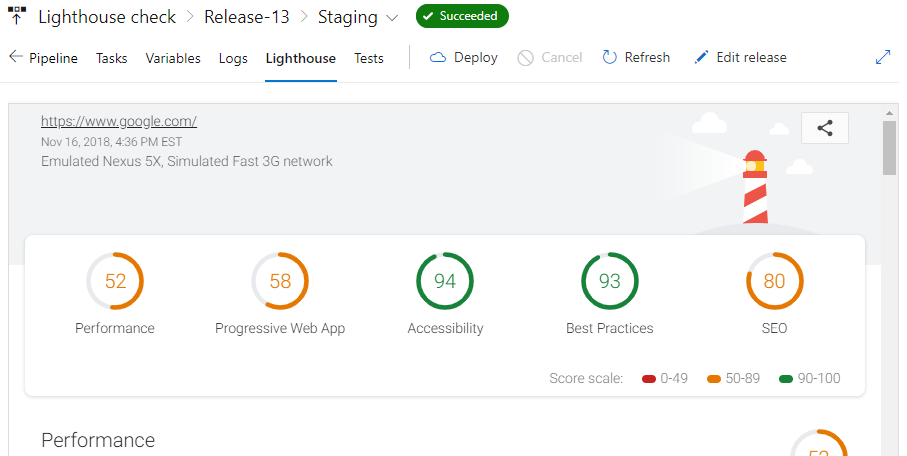 Lighthouse check > Release-13 > Staging Succeeded
Pipeline Tasks Variables Logs Lighthouse Tests Deploy Cancel Refresh Edit release
https://www.google.com/
Nov 16, 2018, 4:36 PM EST
Emulated Nexus 5X, Simulated Fast 3G network
52 58 94 93 80
Performance Progressive Web App Accessibility Best Practices SEO
Score scale: 0-49 50-89 90-100
Performance
52